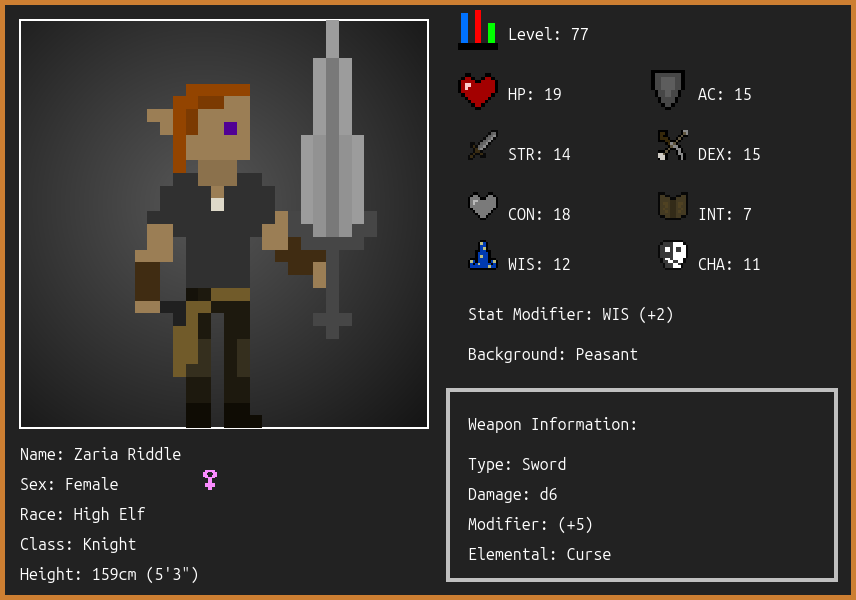 Level: 77
HP: 19
AC: 15
STR: 14
DEX: 15
CON: 18
INT: 7
WIS: 12
CHA: 11
Stat Modifier: WIS (+2)
Background: Peasant
Name: Zaria Riddle
Sex: Female
Race: High Elf
Class: Knight
Height: 159cm (5'3")
Weapon Information:
Type: Sword
Damage: d6
Modifier: (+5)
Elemental: Curse